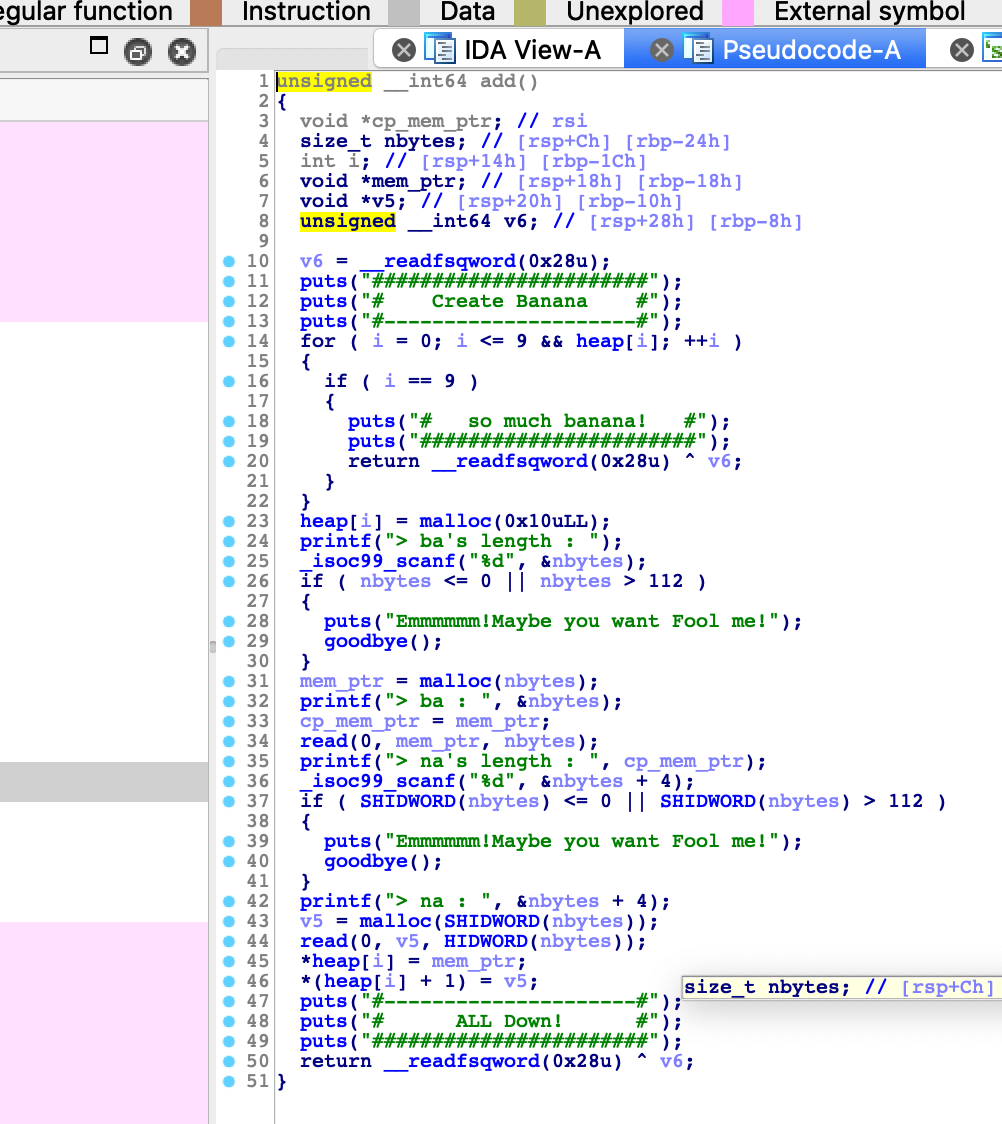 egular function Instruction Data Unexplored External symbol
IDA View-A Pseudocode-A
1 unsigned __int64 add()
2 {
3 void *cp_mem_ptr; // rsi
4 size_t nbytes; // [rsp+Ch] [rbp-24h]
5 int i; // [rsp+14h] [rbp-1Ch]
6 void *mem_ptr; // [rsp+18h] [rbp-18h]
7 void *v5; // [rsp+20h] [rbp-10h]
8 unsigned __int64 v6; // [rsp+28h] [rbp-8h]
9
10 v6 = __readfsqword(0x28u);
11 puts("#######################");
12 puts("#    Create Banana    #");
13 puts("#---------------------#");
14 for ( i = 0; i <= 9 && heap[i]; ++i )
15 {
16 if ( i == 9 )
17 {
18 puts("#   so much banana!   #");
19 puts("#######################");
20 return __readfsqword(0x28u) ^ v6;
21 }
22 }
23 heap[i] = malloc(0x10uLL);
24 printf("> ba's length : ");
25 _isoc99_scanf("%d", &nbytes);
26 if ( nbytes <= 0 || nbytes > 112 )
27 {
28 puts("Emmmmmm!Maybe you want Fool me!");
29 goodbye();
30 }
31 mem_ptr = malloc(nbytes);
32 printf("> ba : ", &nbytes);
33 cp_mem_ptr = mem_ptr;
34 read(0, mem_ptr, nbytes);
35 printf("> na's length : ", cp_mem_ptr);
36 _isoc99_scanf("%d", &nbytes + 4);
37 if ( SHIDWORD(nbytes) <= 0 || SHIDWORD(nbytes) > 112 )
38 {
39 puts("Emmmmmm!Maybe you want Fool me!");
40 goodbye();
41 }
42 printf("> na : ", &nbytes + 4);
43 v5 = malloc(SHIDWORD(nbytes));
44 read(0, v5, HIDWORD(nbytes));
45 *heap[i] = mem_ptr;
46 *(heap[i] + 1) = v5;
size_t nbytes; // [rsp+Ch]
47 puts("#---------------------#");
48 puts("#      ALL Down!      #");
49 puts("#######################");
50 return __readfsqword(0x28u) ^ v6;
51 }